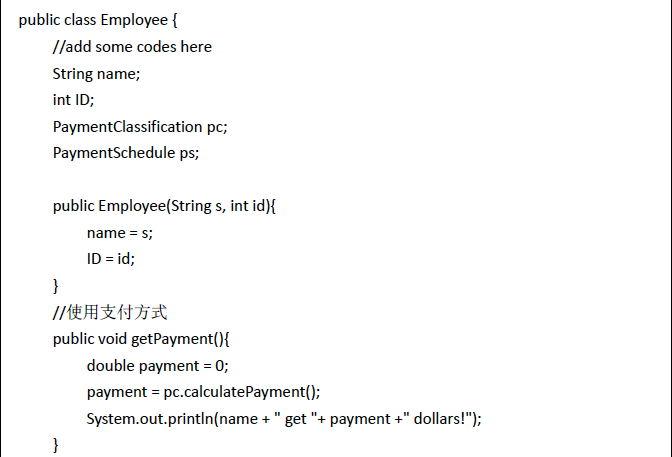 public class Employee {
//add some codes here
String name;
int ID;
PaymentClassification pc;
PaymentSchedule ps;
public Employee(String s, int id){
name = s;
ID = id;
}
//使用支付方式
public void getPayment(){
double payment = 0;
payment = pc.calculatePayment();
System.out.println(name + " get "+ payment +" dollars!");
}